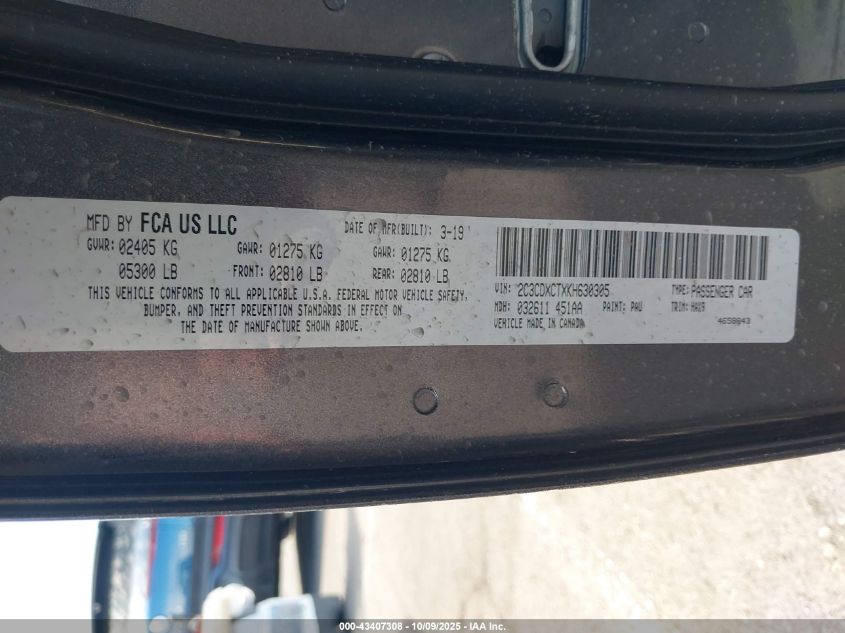 MFD BY FCA US LLC DATE OF MFR(BUILT): 3-19
GVWR: 02405 KG GAWR: 01275 KG GAWR: 01275 KG
05300 LB FRONT: 02810 LB REAR: 02810 LB
THIS VEHICLE CONFORMS TO ALL APPLICABLE U.S.A. FEDERAL MOTOR VEHICLE SAFETY,
BUMPER, AND THEFT PREVENTION STANDARDS IN EFFECT ON
THE DATE OF MANUFACTURE SHOWN ABOVE.
VIN: 2C3CDXCTXKH630305 TYPE: PASSENGER CAR
MDH: 032611 451AA PAINT: PAU TRIM: HAX9
VEHICLE MADE IN CANADA 4658643
000-43407308 | 10/09/2025 - IAA Inc.